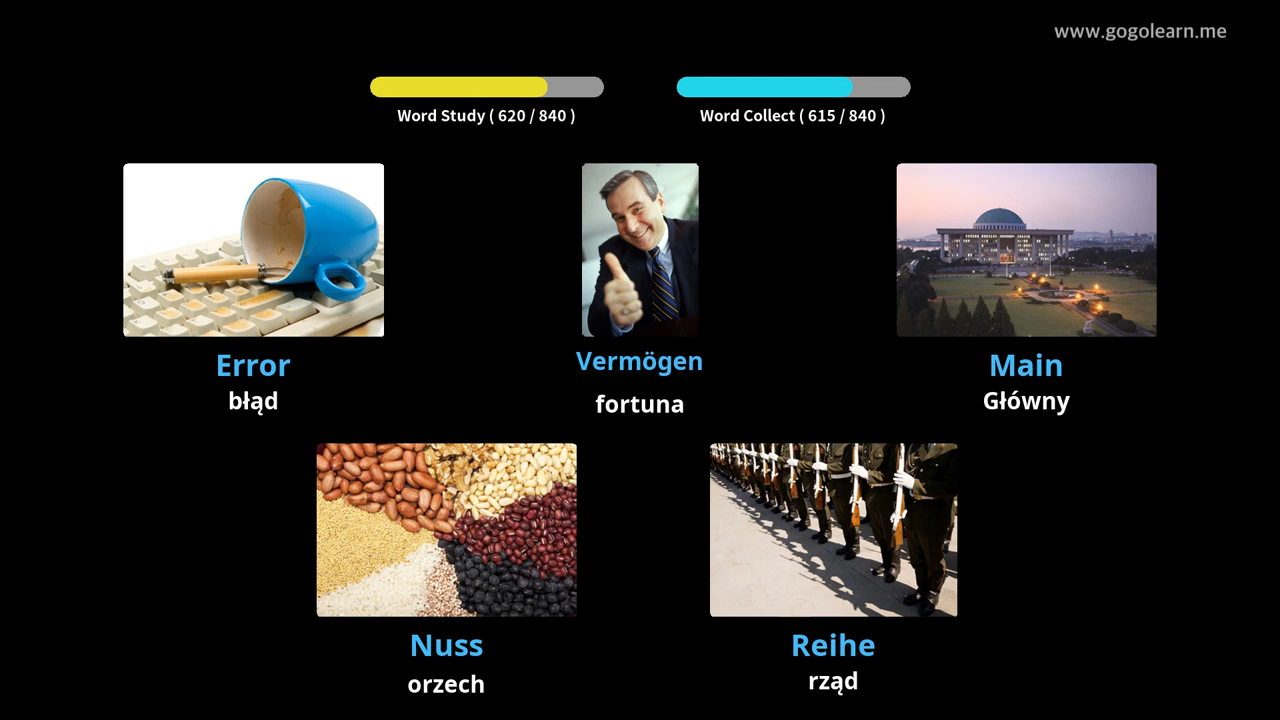 www.gogolearn.me
Word Study ( 620 / 840 )
Word Collect ( 615 / 840 )
Error
błąd
Vermögen
fortuna
Main
Główny
Nuss
orzech
Reihe
rząd